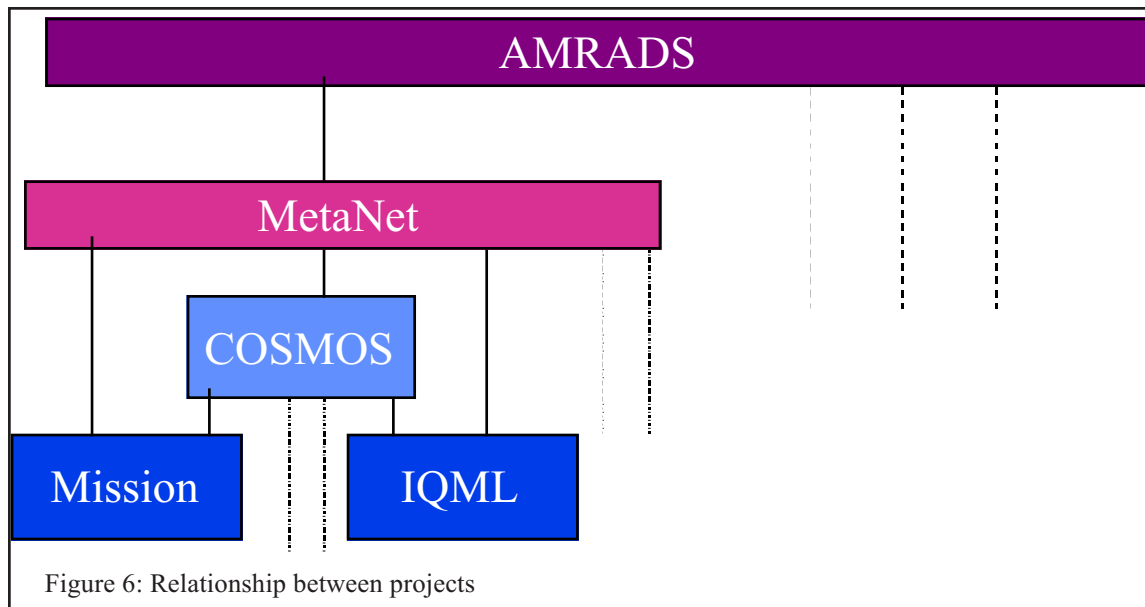 AMRADS
MetaNet
COSMOS
Mission
IQML
Figure 6: Relationship between projects